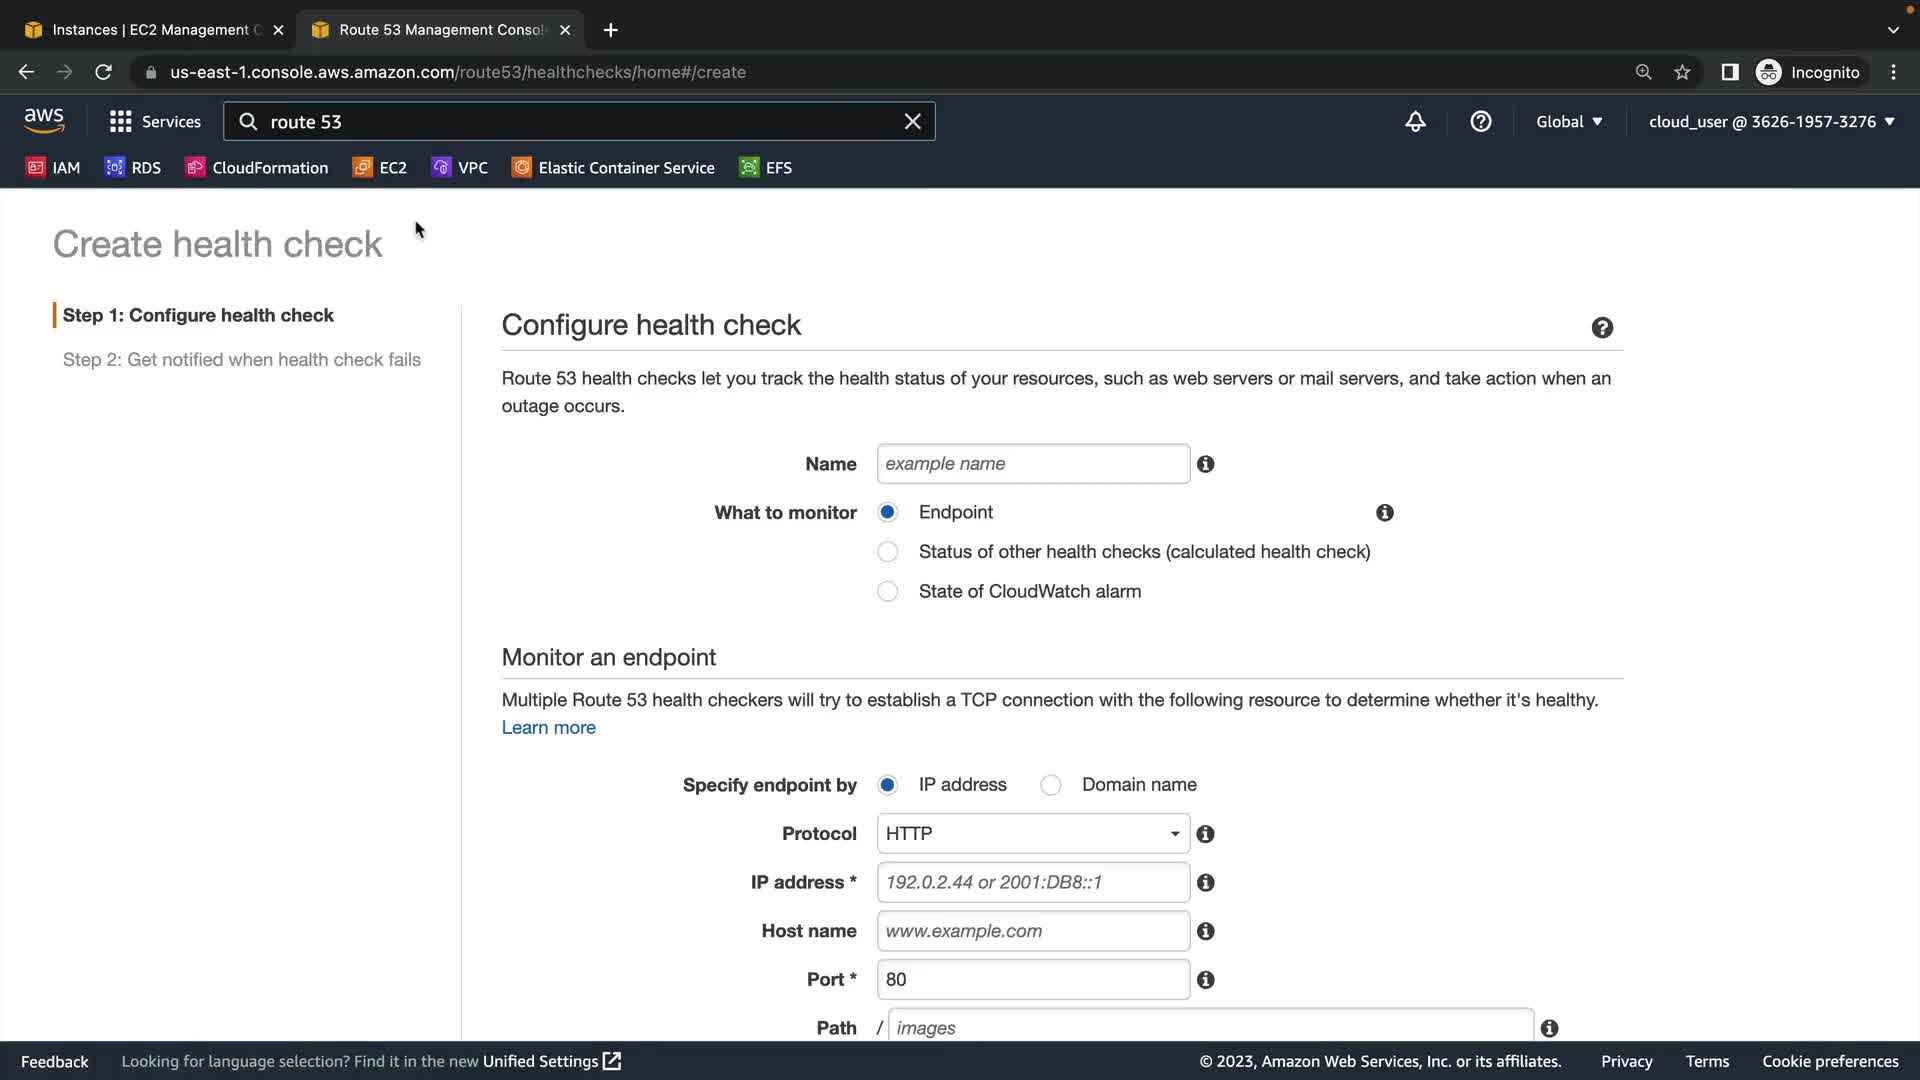 Instances | EC2 Management C
Route 53 Management Consol
us-east-1.console.aws.amazon.com/route53/healthchecks/home#/create
Incognito
aws
Services
route 53
Global
cloud_user @ 3626-1957-3276
IAM
RDS
CloudFormation
EC2
VPC
Elastic Container Service
EFS
Create health check
Step 1: Configure health check
Step 2: Get notified when health check fails
Configure health check
Route 53 health checks let you track the health status of your resources, such as web servers or mail servers, and take action when an
outage occurs.
Name
example name
What to monitor
Endpoint
Status of other health checks (calculated health check)
State of CloudWatch alarm
Monitor an endpoint
Multiple Route 53 health checkers will try to establish a TCP connection with the following resource to determine whether it's healthy.
Learn more
Specify endpoint by
IP address
Domain name
Protocol
HTTP
IP address *
192.0.2.44 or 2001:DB8::1
Host name
www.example.com
Port *
80
Path
/ images
Feedback
Looking for language selection? Find it in the new Unified Settings
© 2023, Amazon Web Services, Inc. or its affiliates.
Privacy
Terms
Cookie preferences